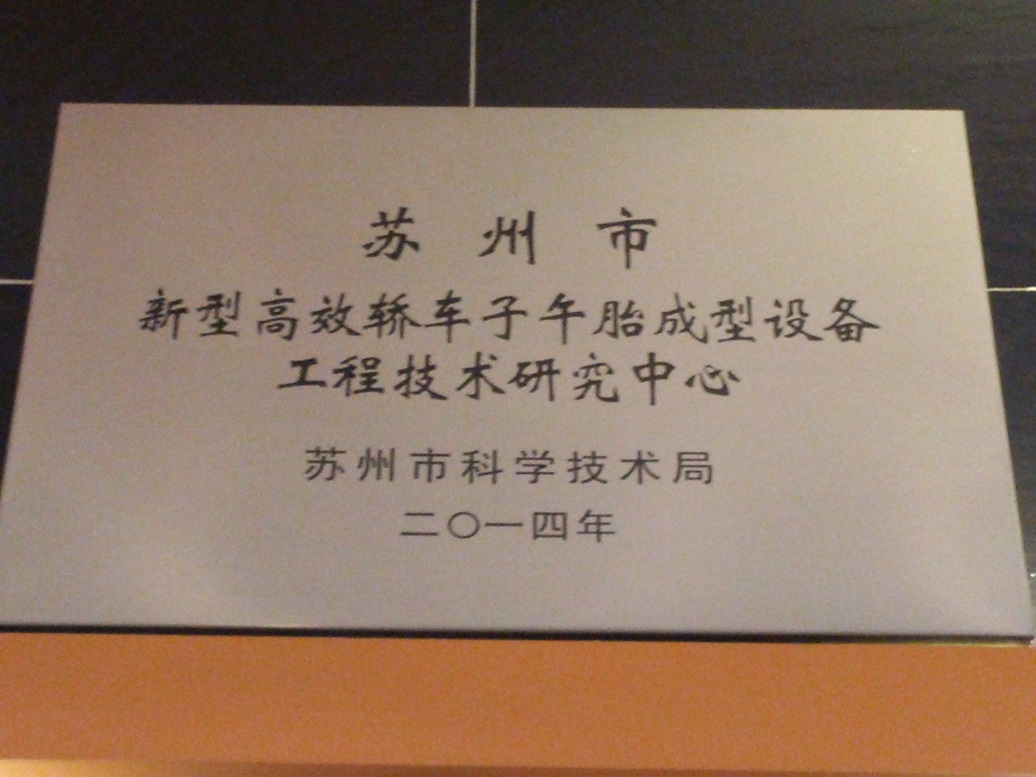 苏州市
新型高效轿车子午胎成型设备
工程技术研究中心
苏州市科学技术局
二〇一四年